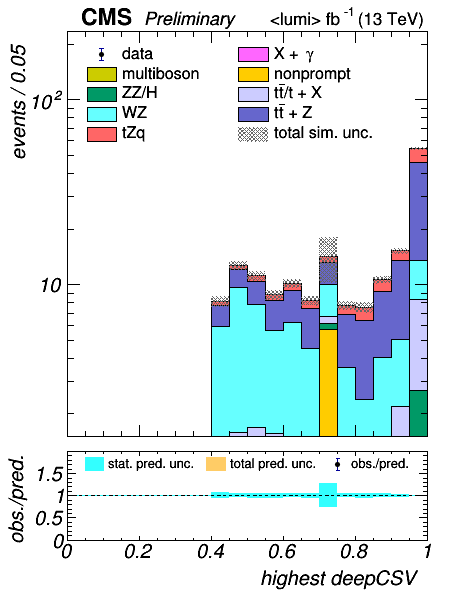 CMS Preliminary <lumi> fb⁻¹ (13 TeV)
events / 0.05
data
X + γ
multiboson
nonprompt
ZZ/H
tt̄/t + X
WZ
tt̄ + Z
tZq
total sim. unc.
10²
10
obs./pred.
stat. pred. unc.
total pred. unc.
obs./pred.
1.5
1
0.5
0
0 0.2 0.4 0.6 0.8 1
highest deepCSV